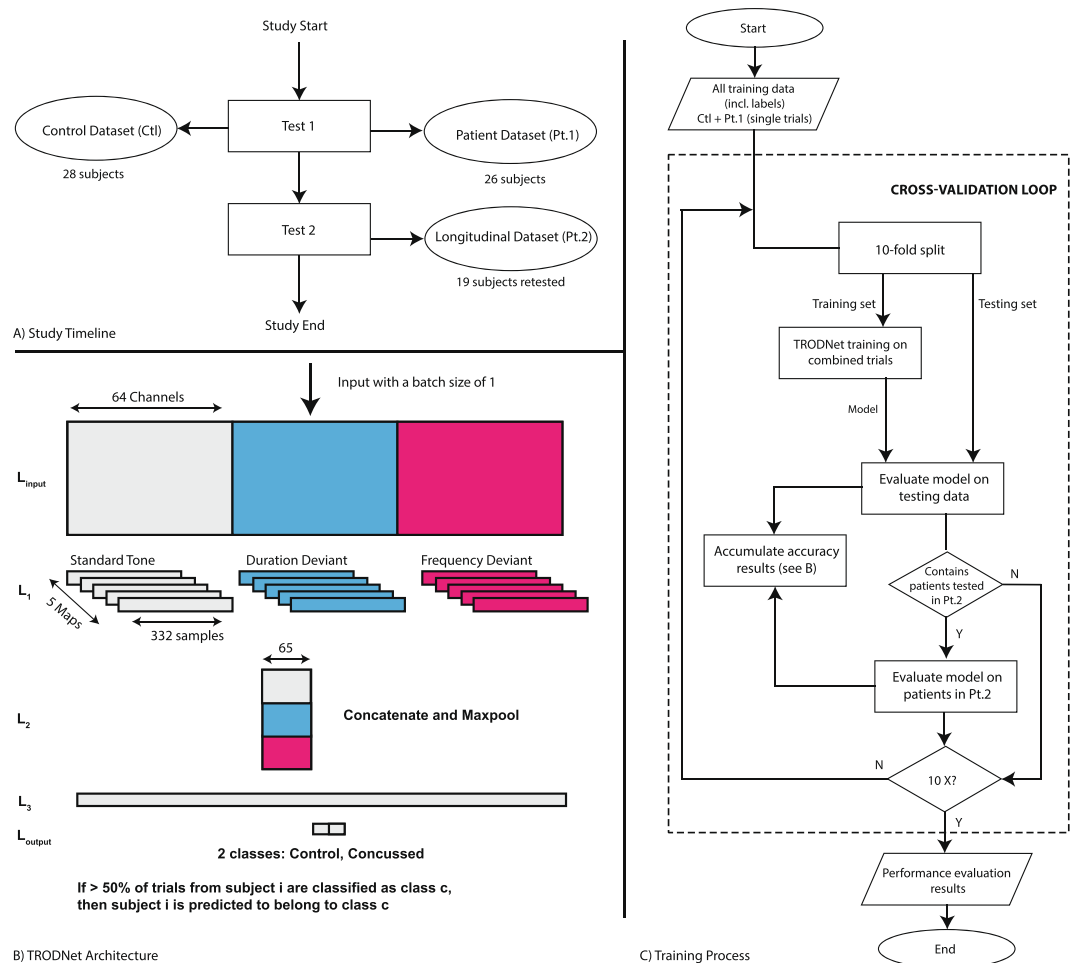 Study Start
Test 1
Control Dataset (Ctl)
28 subjects
Patient Dataset (Pt.1)
26 subjects
Test 2
Longitudinal Dataset (Pt.2)
19 subjects retested
Study End
A) Study Timeline
Input with a batch size of 1
64 Channels
Linput
Standard Tone
Duration Deviant
Frequency Deviant
L1
5 Maps
332 samples
65
L2
Concatenate and Maxpool
L3
Loutput
2 classes: Control, Concussed
If > 50% of trials from subject i are classified as class c,
then subject i is predicted to belong to class c
B) TRODNet Architecture
Start
All training data
(incl. labels)
Ctl + Pt.1 (single trials)
CROSS-VALIDATION LOOP
10-fold split
Training set
Testing set
TRODNet training on
combined trials
Model
Evaluate model on
testing data
Accumulate accuracy
results (see B)
Contains
patients tested
in Pt.2
N
Y
Evaluate model on
patients in Pt.2
N
10 X?
Y
Performance evaluation
results
End
C) Training Process